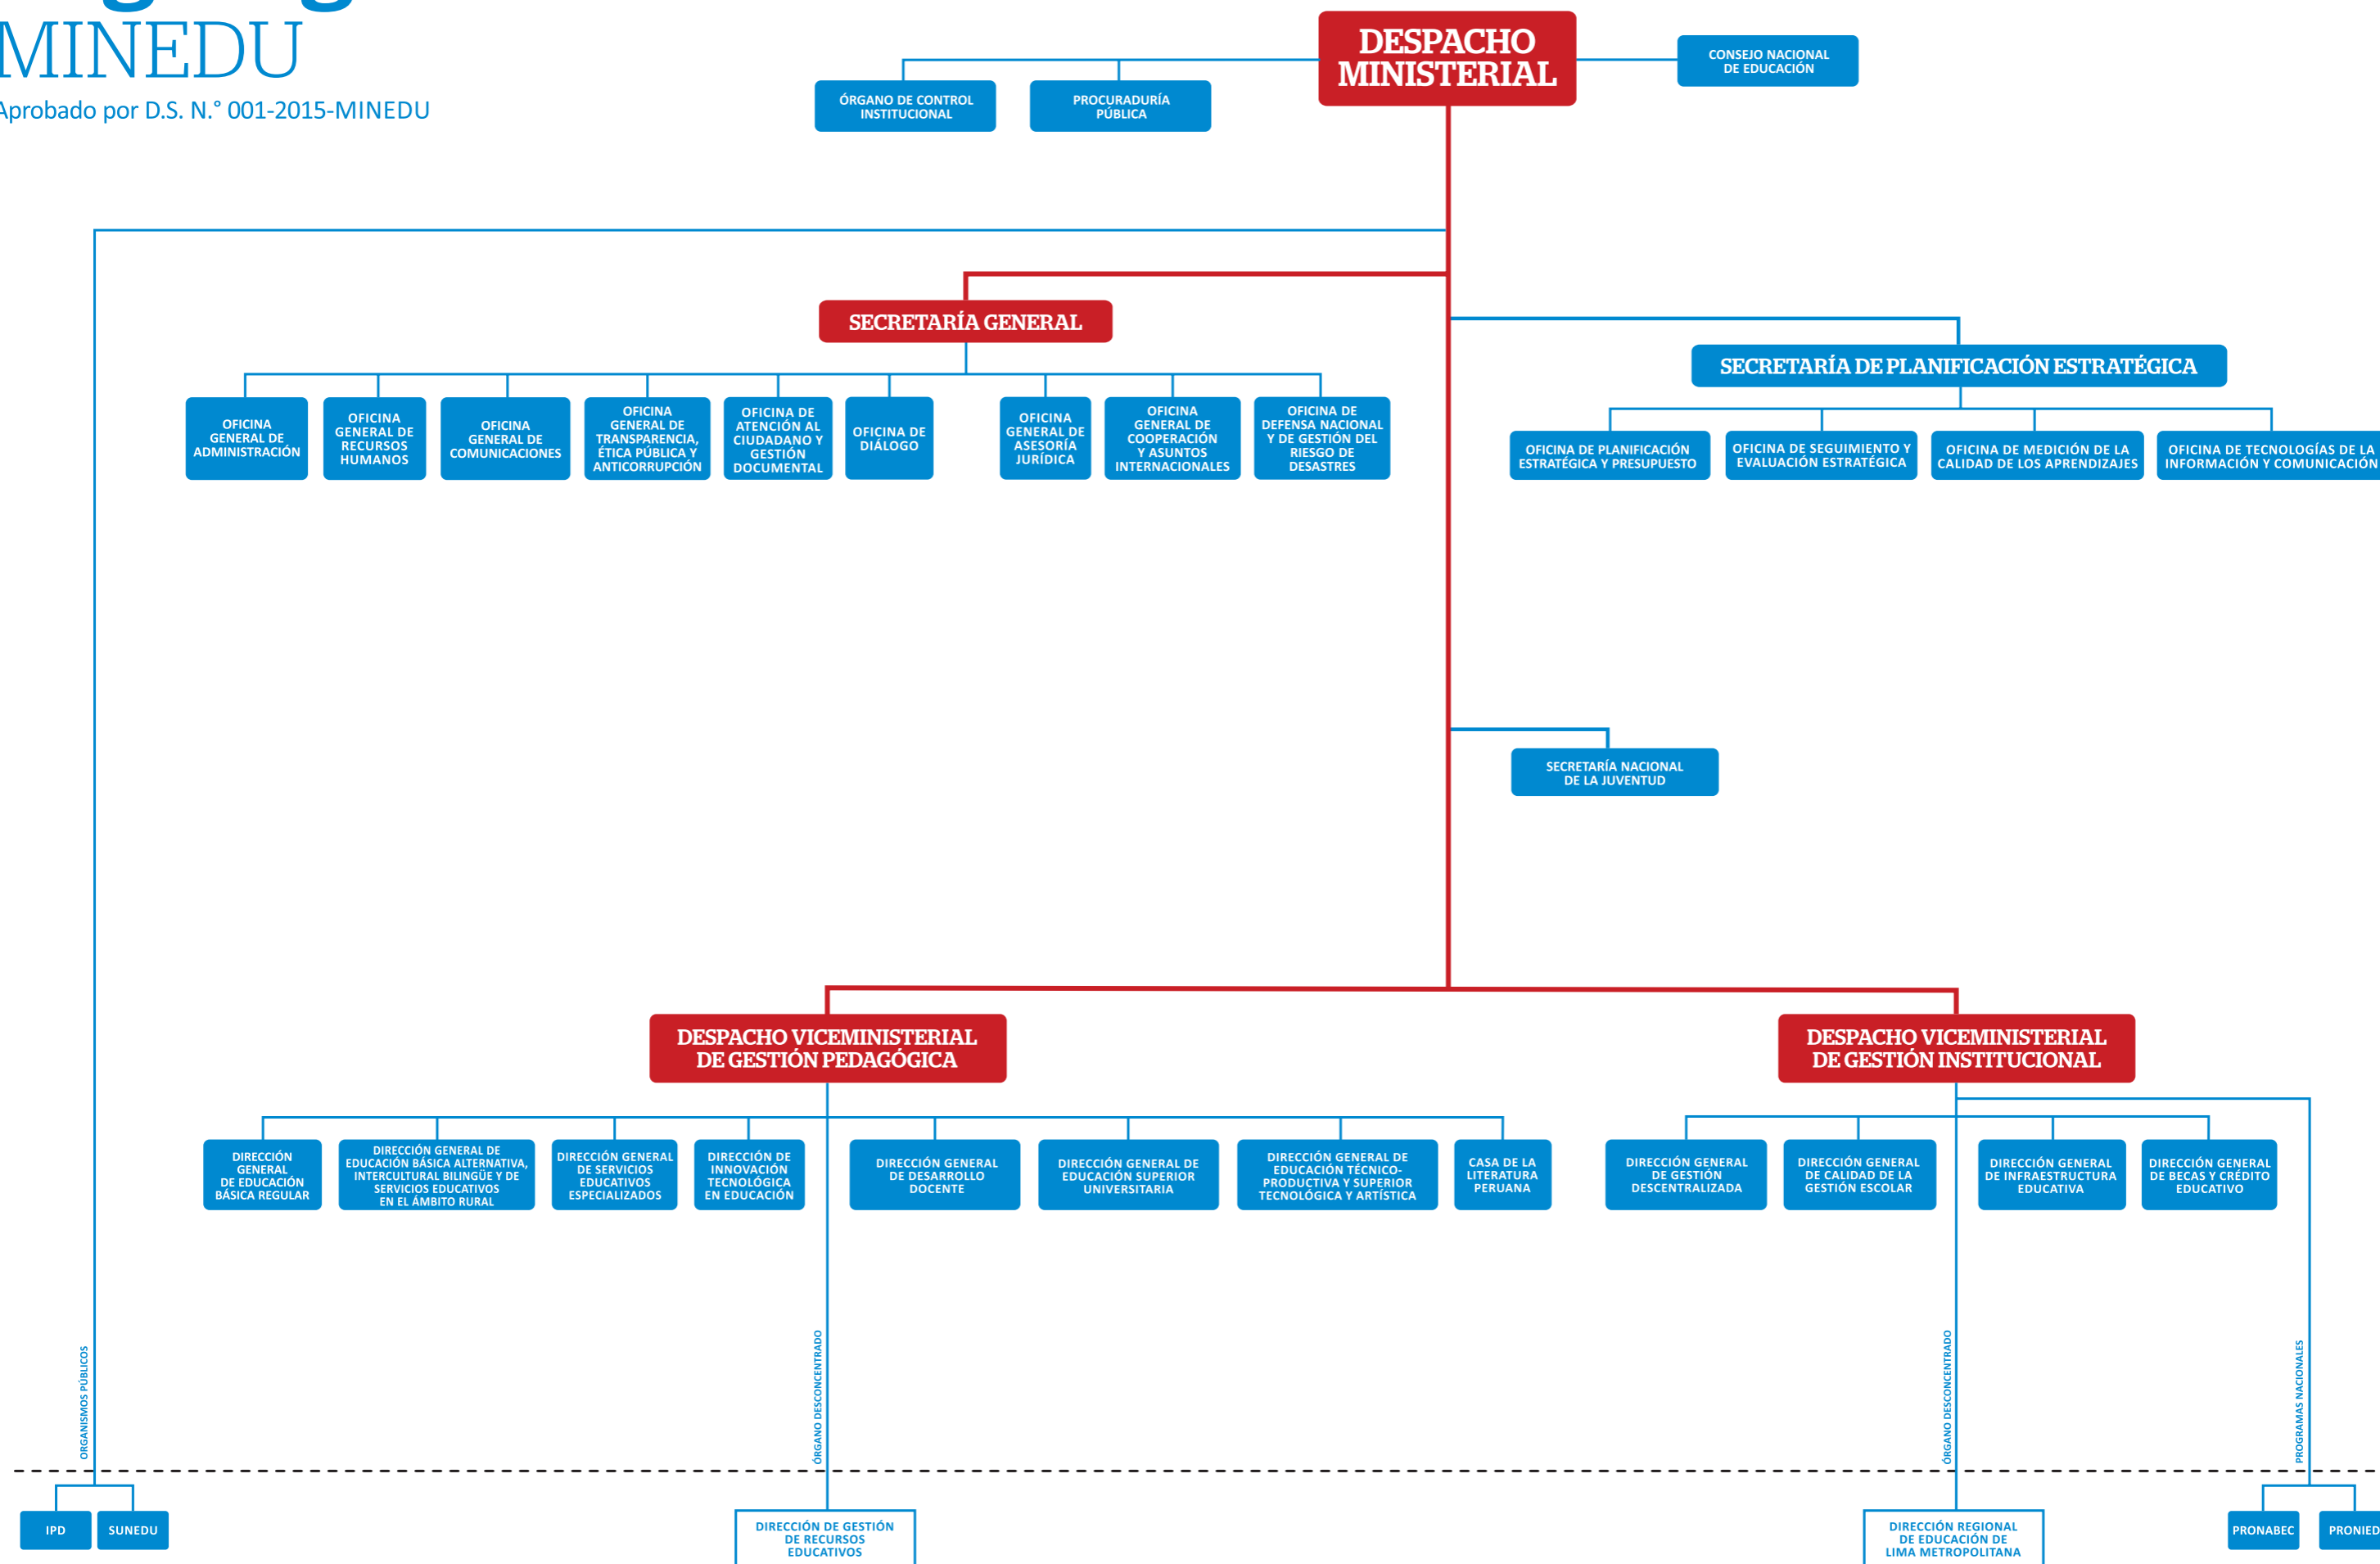 MINEDU
Aprobado por D.S. N.° 001-2015-MINEDU
DESPACHO
MINISTERIAL
CONSEJO NACIONAL
DE EDUCACIÓN
ÓRGANO DE CONTROL
INSTITUCIONAL
PROCURADURÍA
PÚBLICA
SECRETARÍA GENERAL
SECRETARÍA DE PLANIFICACIÓN ESTRATÉGICA
OFICINA
GENERAL DE
ADMINISTRACIÓN
OFICINA
GENERAL DE
RECURSOS
HUMANOS
OFICINA
GENERAL DE
COMUNICACIONES
OFICINA
GENERAL DE
TRANSPARENCIA,
ÉTICA PÚBLICA Y
ANTICORRUPCIÓN
OFICINA DE
ATENCIÓN AL
CIUDADANO Y
GESTIÓN
DOCUMENTAL
OFICINA DE
DIÁLOGO
OFICINA
GENERAL DE
ASESORÍA
JURÍDICA
OFICINA
GENERAL DE
COOPERACIÓN
Y ASUNTOS
INTERNACIONALES
OFICINA DE
DEFENSA NACIONAL
Y DE GESTIÓN DEL
RIESGO DE
DESASTRES
OFICINA DE PLANIFICACIÓN
ESTRATÉGICA Y PRESUPUESTO
OFICINA DE SEGUIMIENTO Y
EVALUACIÓN ESTRATÉGICA
OFICINA DE MEDICIÓN DE LA
CALIDAD DE LOS APRENDIZAJES
OFICINA DE TECNOLOGÍAS DE LA
INFORMACIÓN Y COMUNICACIÓN
SECRETARÍA NACIONAL
DE LA JUVENTUD
DESPACHO VICEMINISTERIAL
DE GESTIÓN PEDAGÓGICA
DESPACHO VICEMINISTERIAL
DE GESTIÓN INSTITUCIONAL
DIRECCIÓN
GENERAL
DE EDUCACIÓN
BÁSICA REGULAR
DIRECCIÓN GENERAL DE
EDUCACIÓN BÁSICA ALTERNATIVA,
INTERCULTURAL BILINGÜE Y DE
SERVICIOS EDUCATIVOS
EN EL ÁMBITO RURAL
DIRECCIÓN GENERAL
DE SERVICIOS
EDUCATIVOS
ESPECIALIZADOS
DIRECCIÓN DE
INNOVACIÓN
TECNOLÓGICA
EN EDUCACIÓN
DIRECCIÓN GENERAL
DE DESARROLLO
DOCENTE
DIRECCIÓN GENERAL DE
EDUCACIÓN SUPERIOR
UNIVERSITARIA
DIRECCIÓN GENERAL DE
EDUCACIÓN TÉCNICO-
PRODUCTIVA Y SUPERIOR
TECNOLÓGICA Y ARTÍSTICA
CASA DE LA
LITERATURA
PERUANA
DIRECCIÓN GENERAL
DE GESTIÓN
DESCENTRALIZADA
DIRECCIÓN GENERAL
DE CALIDAD DE LA
GESTIÓN ESCOLAR
DIRECCIÓN GENERAL
DE INFRAESTRUCTURA
EDUCATIVA
DIRECCIÓN GENERAL
DE BECAS Y CRÉDITO
EDUCATIVO
ORGANISMOS PÚBLICOS
ÓRGANO DESCONCENTRADO
ÓRGANO DESCONCENTRADO
PROGRAMAS NACIONALES
IPD
SUNEDU
DIRECCIÓN DE GESTIÓN
DE RECURSOS
EDUCATIVOS
DIRECCIÓN REGIONAL
DE EDUCACIÓN DE
LIMA METROPOLITANA
PRONABEC
PRONIED